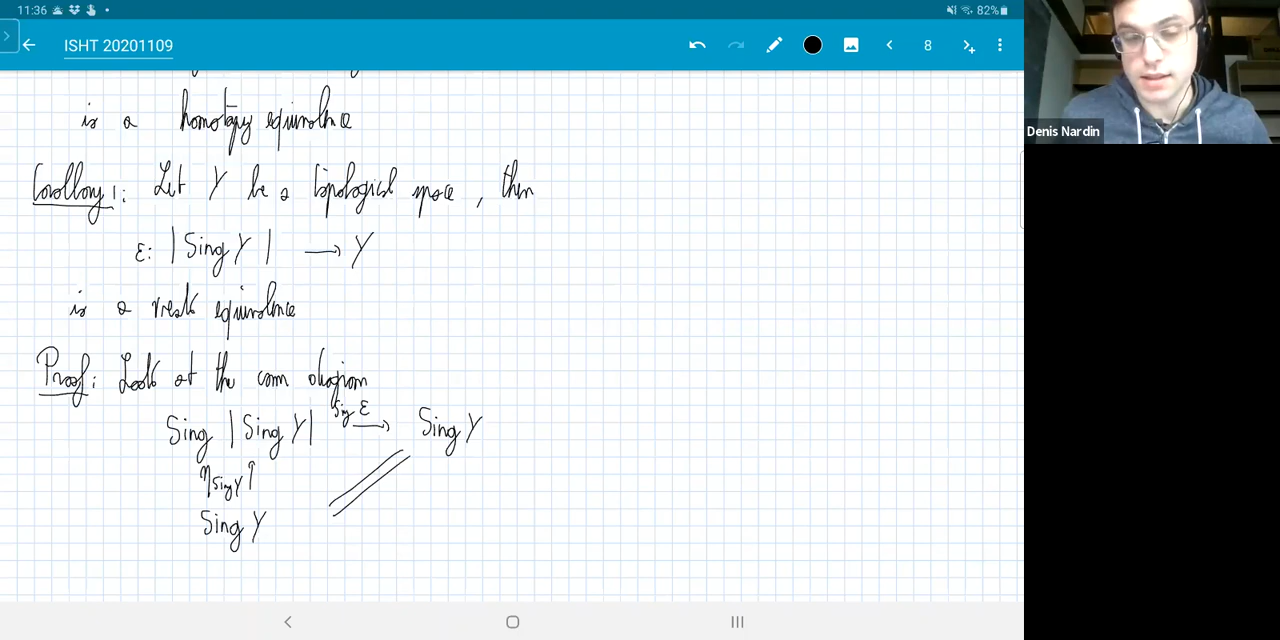 11:36
82%
ISHT 20201109
8
Denis Nardin
is a homotopy equivalence
Corollary 1: Let Y be a topological space, then
ε: |Sing Y| ⟶ Y
is a weak equivalence
Proof: Look at the comm diagram
Sing |Sing Y| ⟶ Sing Y
Sing ε
η_{Sing Y} ↑
Sing Y